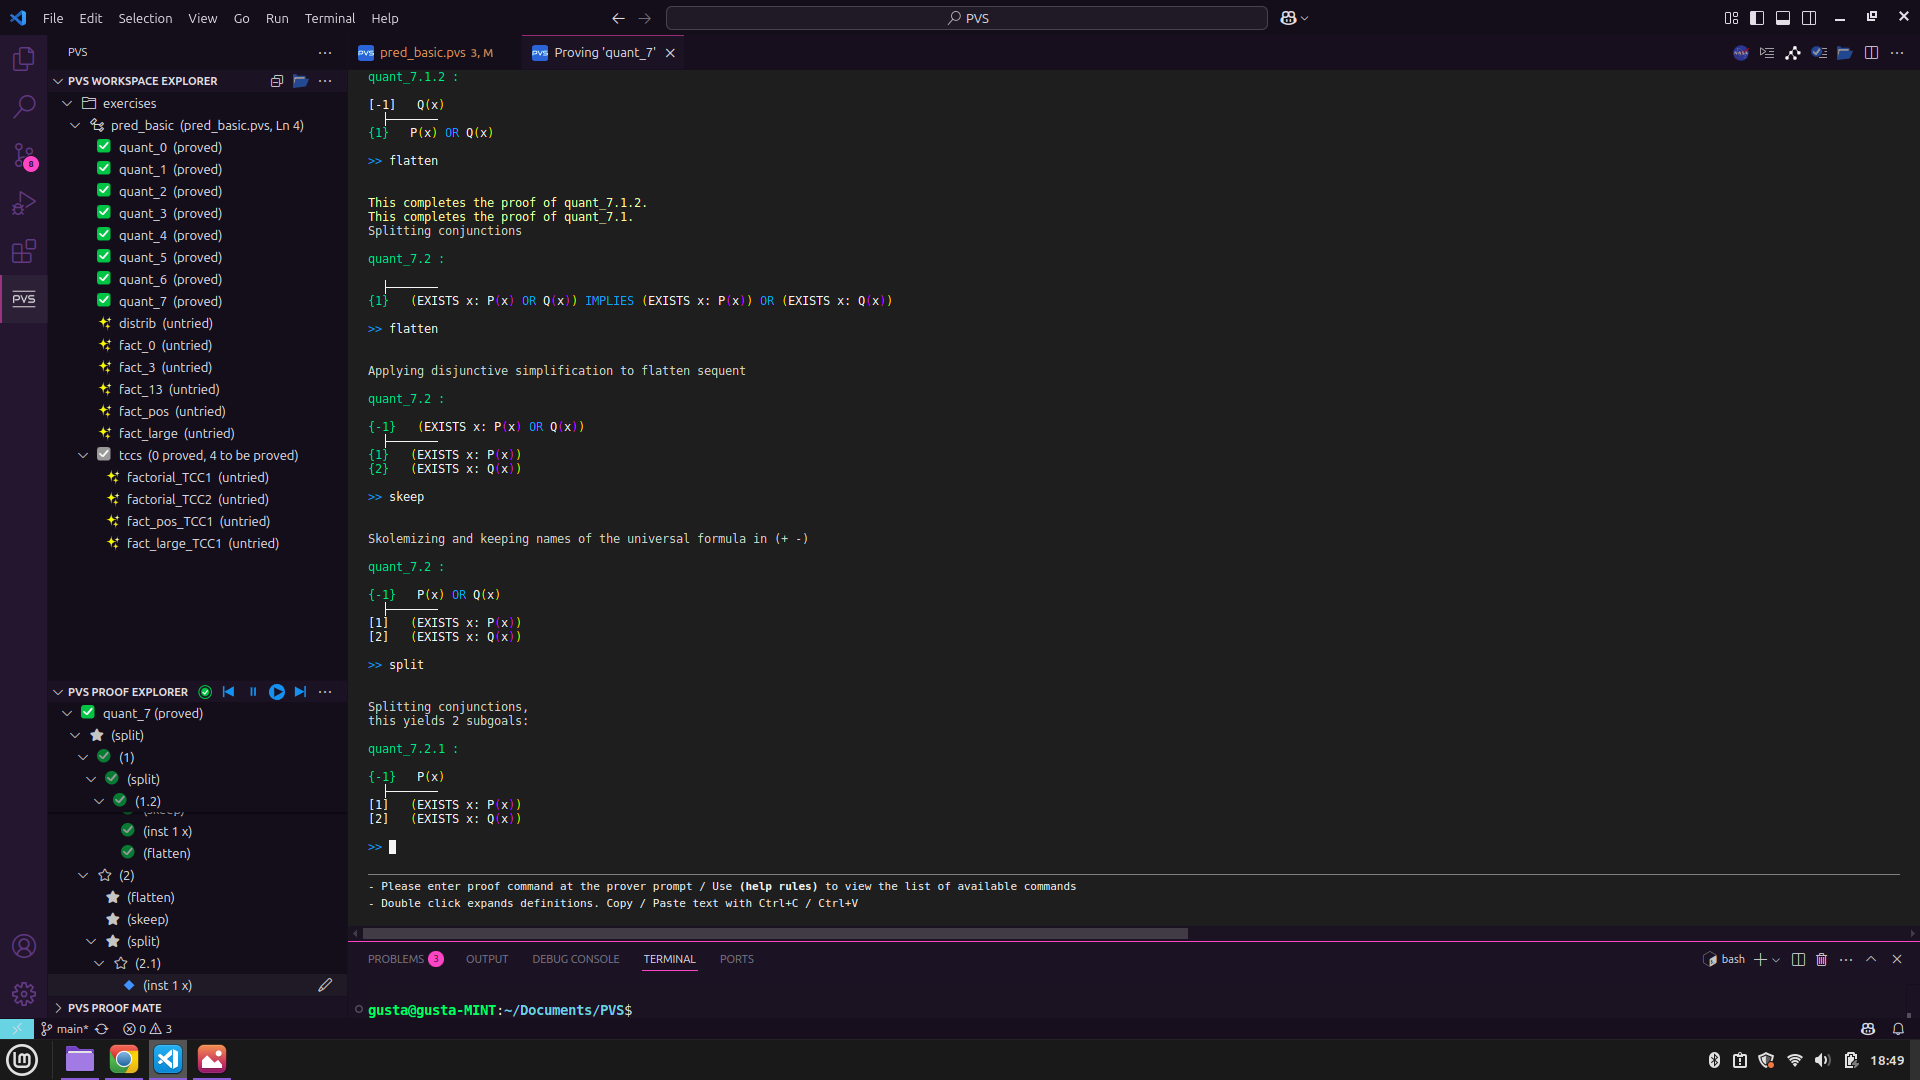 File Edit Selection View Go Run Terminal Help
PVS
PVS
pred_basic.pvs 3, M
Proving 'quant_7'
PVS WORKSPACE EXPLORER
exercises
pred_basic (pred_basic.pvs, Ln 4)
quant_0 (proved)
quant_1 (proved)
quant_2 (proved)
quant_3 (proved)
quant_4 (proved)
quant_5 (proved)
quant_6 (proved)
quant_7 (proved)
distrib (untried)
fact_0 (untried)
fact_3 (untried)
fact_13 (untried)
fact_pos (untried)
fact_large (untried)
tccs (0 proved, 4 to be proved)
factorial_TCC1 (untried)
factorial_TCC2 (untried)
fact_pos_TCC1 (untried)
fact_large_TCC1 (untried)
8
PVS
PVS PROOF EXPLORER
quant_7 (proved)
(split)
(1)
(split)
(1.2)
(skeep)
(inst 1 x)
(flatten)
(2)
(flatten)
(skeep)
(split)
(2.1)
(inst 1 x)
PVS PROOF MATE
quant_7.1.2 :
[-1] Q(x)
{1} P(x) OR Q(x)
>> flatten
This completes the proof of quant_7.1.2.
This completes the proof of quant_7.1.
Splitting conjunctions
quant_7.2 :
{1} (EXISTS x: P(x) OR Q(x)) IMPLIES (EXISTS x: P(x)) OR (EXISTS x: Q(x))
>> flatten
Applying disjunctive simplification to flatten sequent
quant_7.2 :
{-1} (EXISTS x: P(x) OR Q(x))
{1} (EXISTS x: P(x))
{2} (EXISTS x: Q(x))
>> skeep
Skolemizing and keeping names of the universal formula in (+ -)
quant_7.2 :
{-1} P(x) OR Q(x)
[1] (EXISTS x: P(x))
[2] (EXISTS x: Q(x))
>> split
Splitting conjunctions,
this yields 2 subgoals:
quant_7.2.1 :
{-1} P(x)
[1] (EXISTS x: P(x))
[2] (EXISTS x: Q(x))
>>
- Please enter proof command at the prover prompt / Use (help rules) to view the list of available commands
- Double click expands definitions. Copy / Paste text with Ctrl+C / Ctrl+V
PROBLEMS 3 OUTPUT DEBUG CONSOLE TERMINAL PORTS
bash
gusta@gusta-MINT:~/Documents/PVS$
main* 0 3
18:49